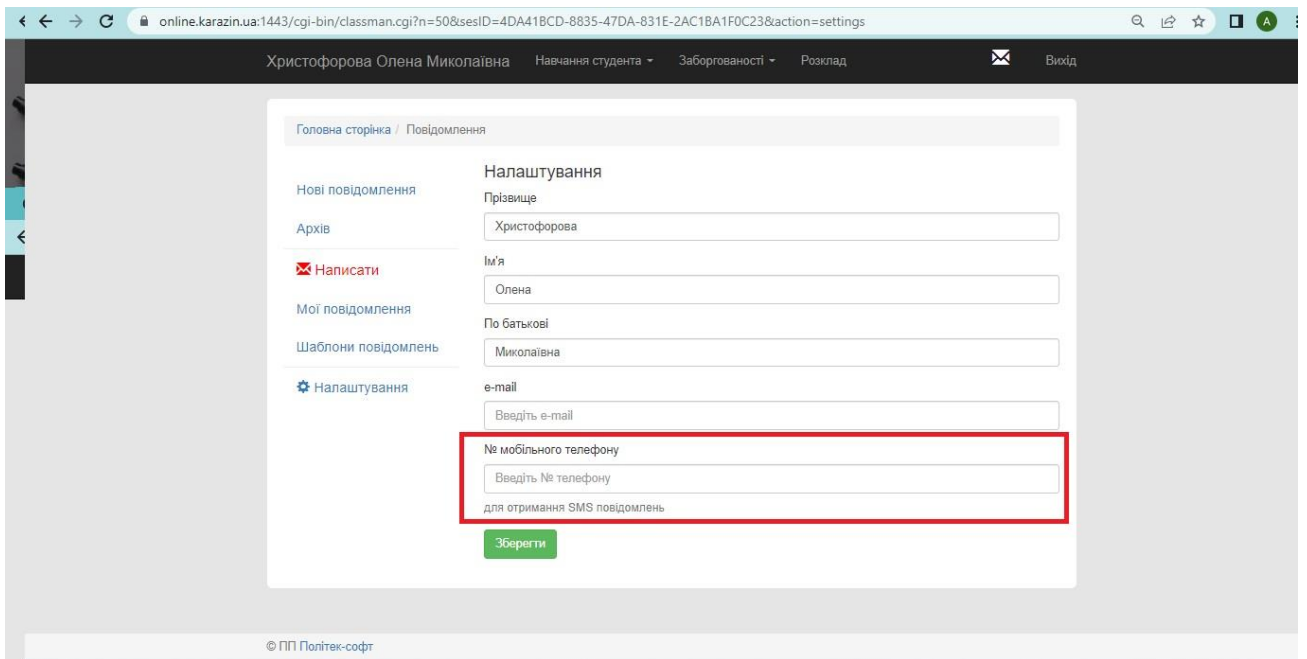 online.karazin.ua:1443/cgi-bin/classman.cgi?n=50&sesID=4DA41BCD-8835-47DA-831E-2AC1BA1F0C23&action=settings
A
Христофорова Олена Миколаївна Навчання студента Заборгованості Розклад Вихід
Головна сторінка / Повідомлення
Нові повідомлення
Архів
Написати
Мої повідомлення
Шаблони повідомлень
Налаштування
Налаштування
Прізвище
Христофорова
Ім'я
Олена
По батькові
Миколаївна
e-mail
Введіть e-mail
№ мобільного телефону
Введіть № телефону
для отримання SMS повідомлень
Зберегти
© ПП Політек-софт